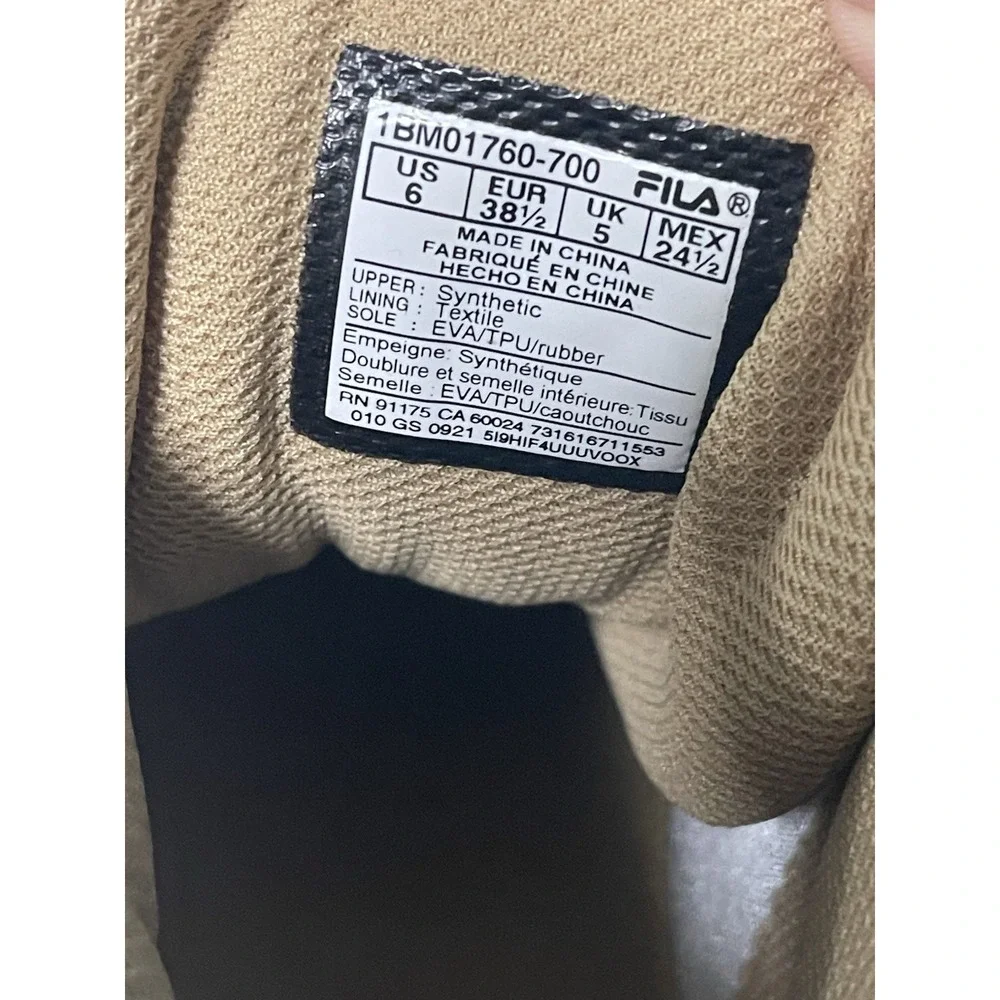 1BM01760-700 FILA®
US 6 EUR 38½ UK 5 MEX 24½
MADE IN CHINA
FABRIQUÉ EN CHINE
HECHO EN CHINA
UPPER : Synthetic
LINING : Textile
SOLE : EVA/TPU/rubber
Empeigne: Synthétique
Doublure et semelle intérieure: Tissu
Semelle : EVA/TPU/caoutchouc
RN 91175 CA 60024 731616711553
010 GS 0921 5I9HIF4UUUVOOX